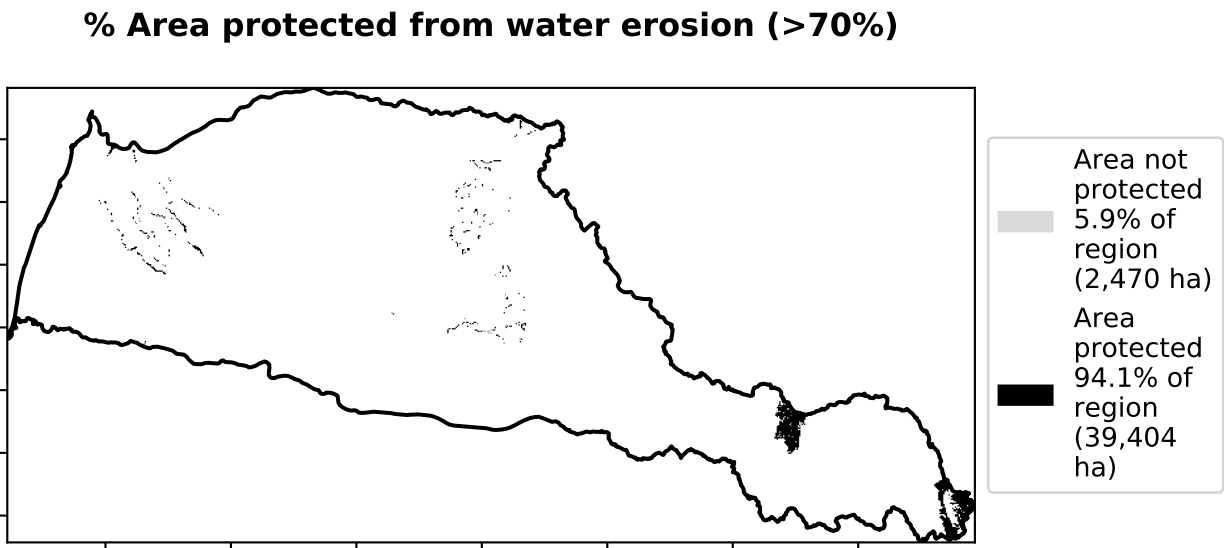 % Area protected from water erosion (>70%)
Area not
protected
5.9% of
region
(2,470 ha)
Area
protected
94.1% of
region
(39,404
ha)